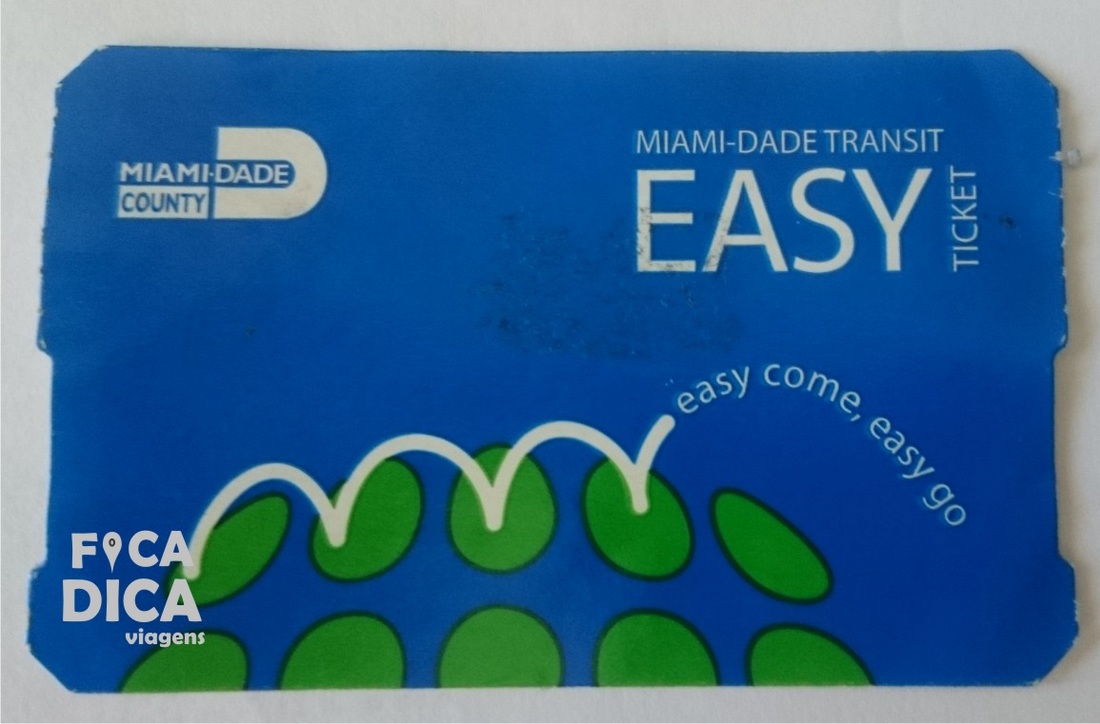 MIAMI-DADE
COUNTY
MIAMI-DADE TRANSIT
EASY
TICKET
easy come, easy go
FICA
DICA
viagens